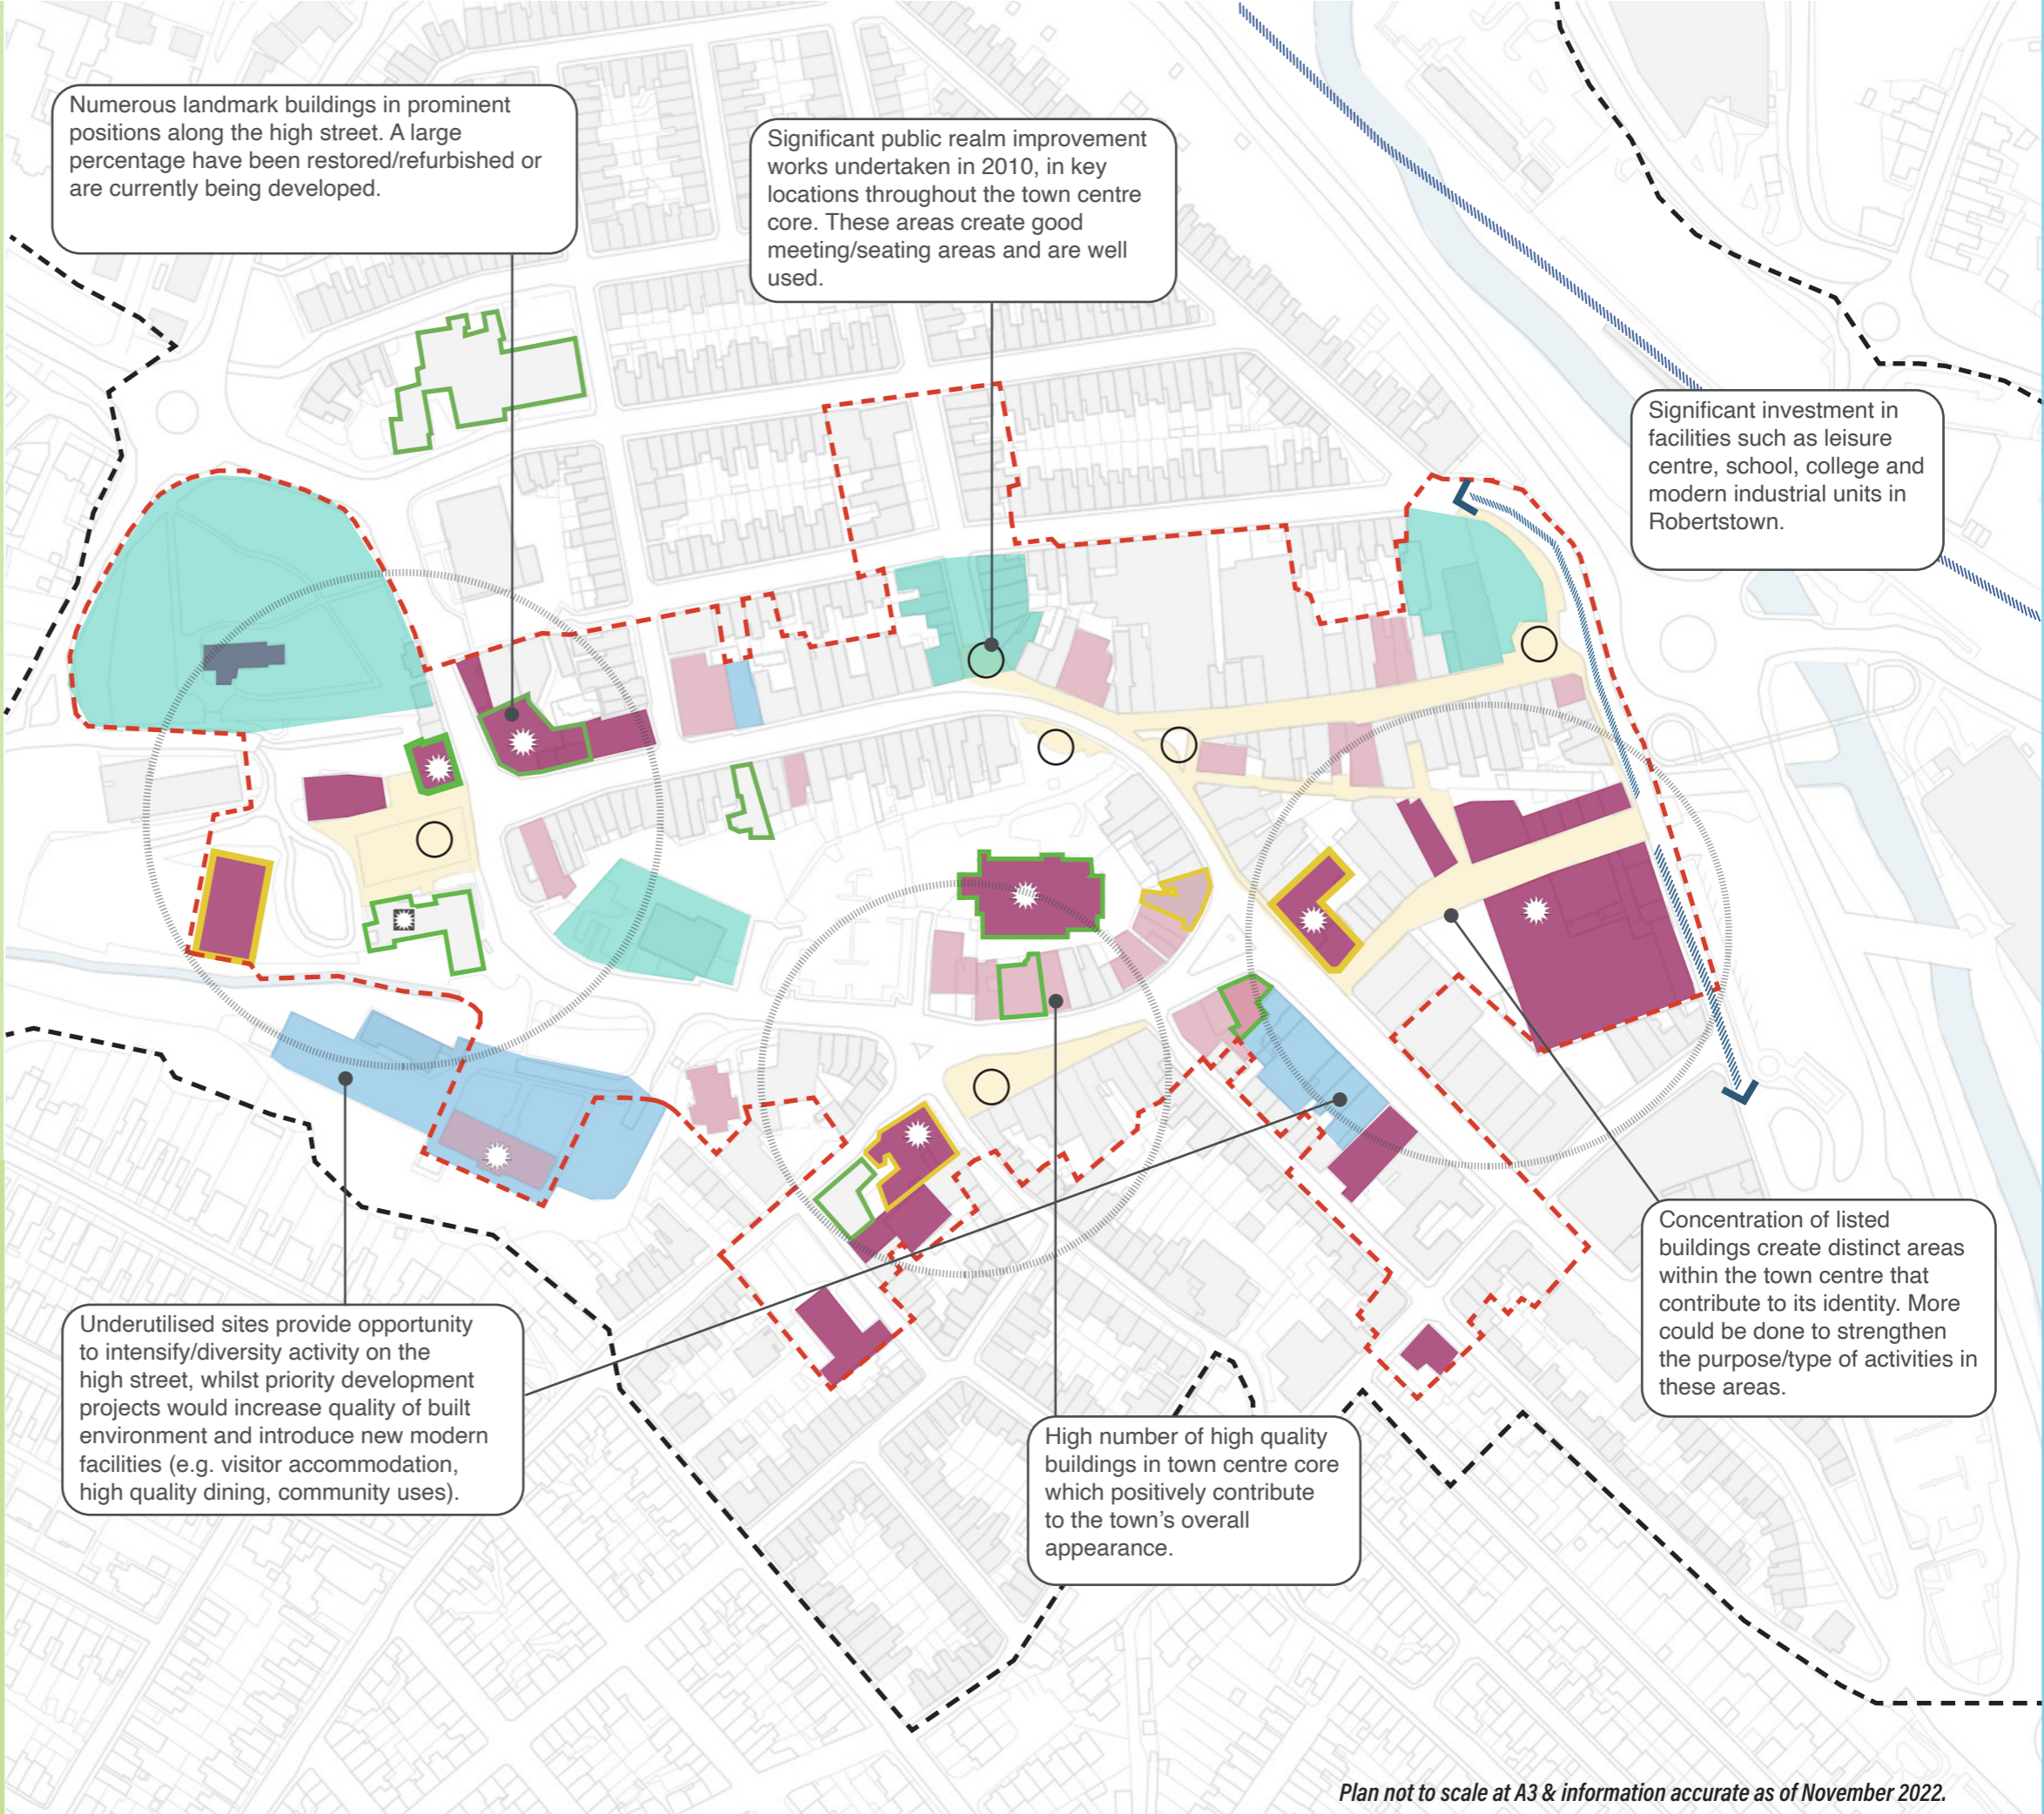 Numerous landmark buildings in prominent
positions along the high street. A large
percentage have been restored/refurbished or
are currently being developed.
Significant public realm improvement
works undertaken in 2010, in key
locations throughout the town centre
core. These areas create good
meeting/seating areas and are well
used.
Significant investment in
facilities such as leisure
centre, school, college and
modern industrial units in
Robertstown.
Concentration of listed
buildings create distinct areas
within the town centre that
contribute to its identity. More
could be done to strengthen
the purpose/type of activities in
these areas.
Underutilised sites provide opportunity
to intensify/diversity activity on the
high street, whilst priority development
projects would increase quality of built
environment and introduce new modern
facilities (e.g. visitor accommodation,
high quality dining, community uses).
High number of high quality
buildings in town centre core
which positively contribute
to the town's overall
appearance.
Plan not to scale at A3 & information accurate as of November 2022.